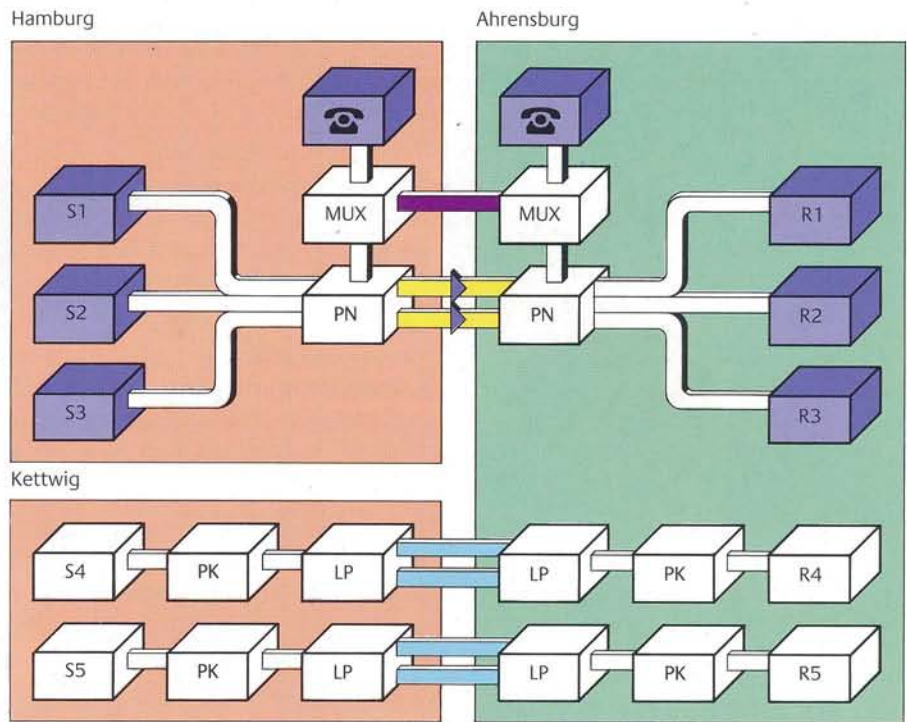 Hamburg
Ahrensburg
S1
MUX
MUX
R1
S2
PN
PN
R2
S3
R3
Kettwig
S4
PK
LP
LP
PK
R4
S5
PK
LP
LP
PK
R5